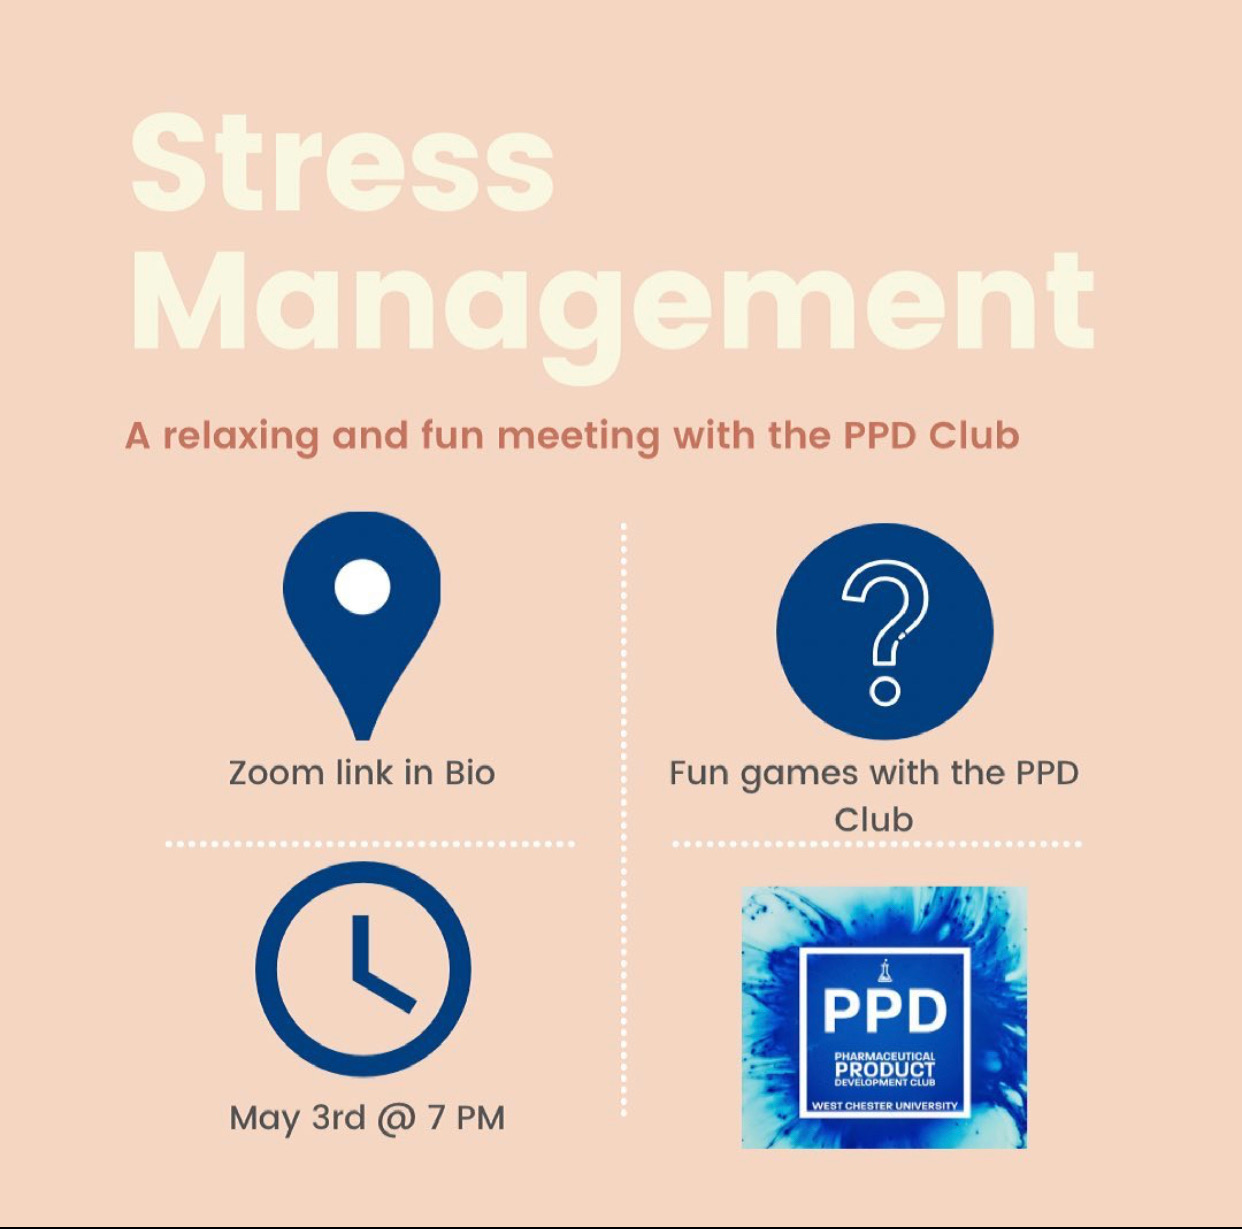 Stress
Management
A relaxing and fun meeting with the PPD Club
Zoom link in Bio
Fun games with the PPD
Club
May 3rd @ 7 PM
PPD
PHARMACEUTICAL
PRODUCT
DEVELOPMENT CLUB
WEST CHESTER UNIVERSITY